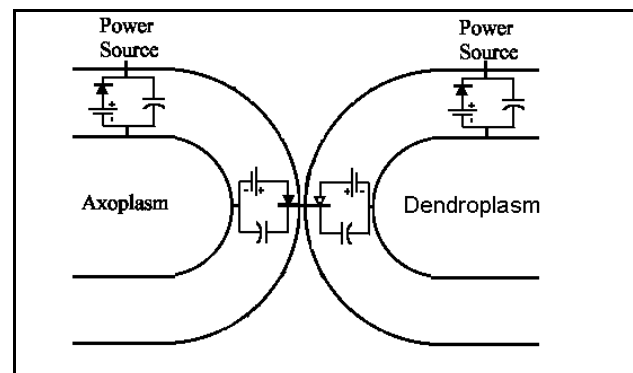 Power
Source
Power
Source
+
-
+
-
- +
+ -
Axoplasm
Dendroplasm